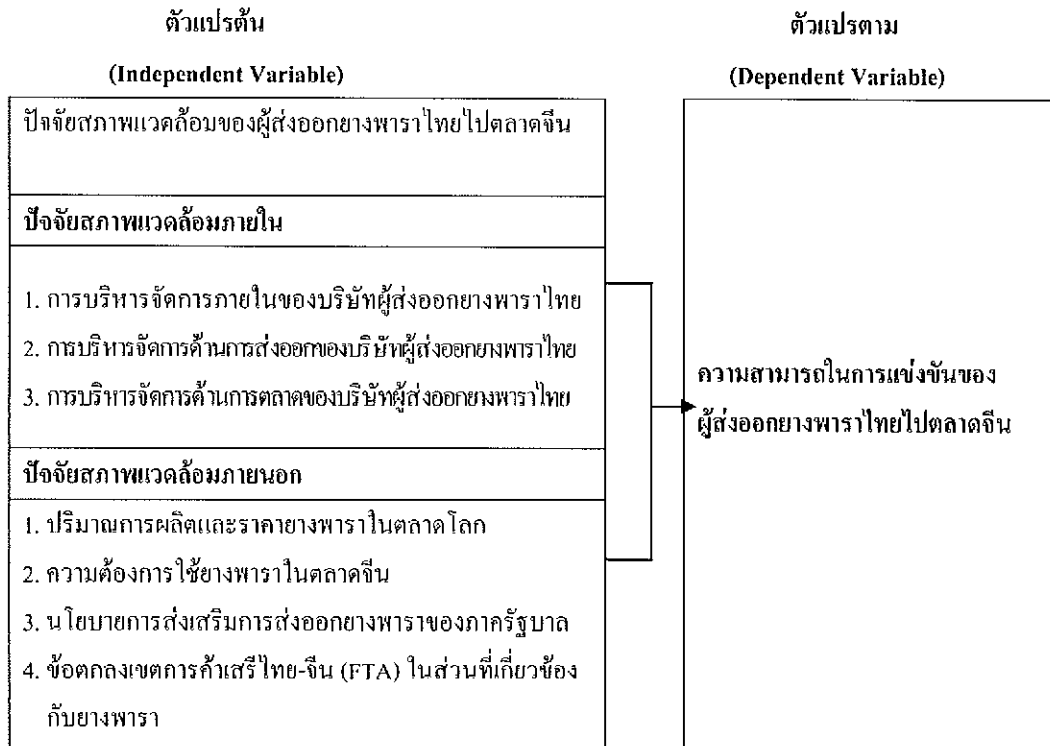 ตัวแปรต้น
(Independent Variable)
ปัจจัยสภาพแวดล้อมของผู้ส่งออกยางพาราไทยไปตลาดจีน
ปัจจัยสภาพแวดล้อมภายใน
1. การบริหารจัดการภายในของบริษัทผู้ส่งออกยางพาราไทย
2. การบริหารจัดการด้านการส่งออกของบริษัทผู้ส่งออกยางพาราไทย
3. การบริหารจัดการด้านการตลาดของบริษัทผู้ส่งออกยางพาราไทย
ปัจจัยสภาพแวดล้อมภายนอก
1. ปริมาณการผลิตและราคายางพาราในตลาดโลก
2. ความต้องการใช้ยางพาราในตลาดจีน
3. นโยบายการส่งเสริมการส่งออกยางพาราของภาครัฐบาล
4. ข้อตกลงเขตการค้าเสรีไทย-จีน (FTA) ในส่วนที่เกี่ยวข้อง
กับยางพารา
ตัวแปรตาม
(Dependent Variable)
ความสามารถในการแข่งขันของ
ผู้ส่งออกยางพาราไทยไปตลาดจีน